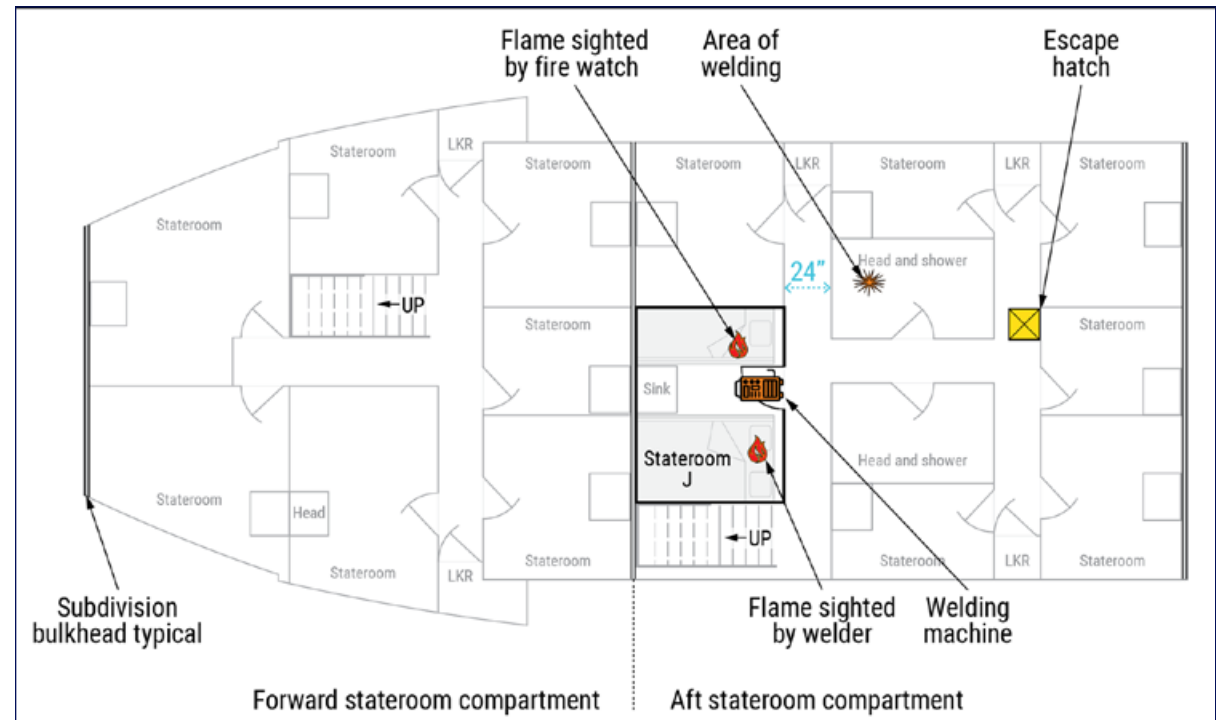 Flame sighted
by fire watch
Area of
welding
Escape
hatch
LKR
Stateroom
Stateroom
Stateroom
LKR
Stateroom
LKR
Stateroom
Stateroom
Head and shower
24”
UP
Stateroom
Stateroom
Sink
Stateroom
J
Head and shower
Stateroom
Head
UP
Stateroom
LKR
Stateroom
Stateroom
LKR
Stateroom
Subdivision
bulkhead typical
Flame sighted
by welder
Welding
machine
Forward stateroom compartment
Aft stateroom compartment